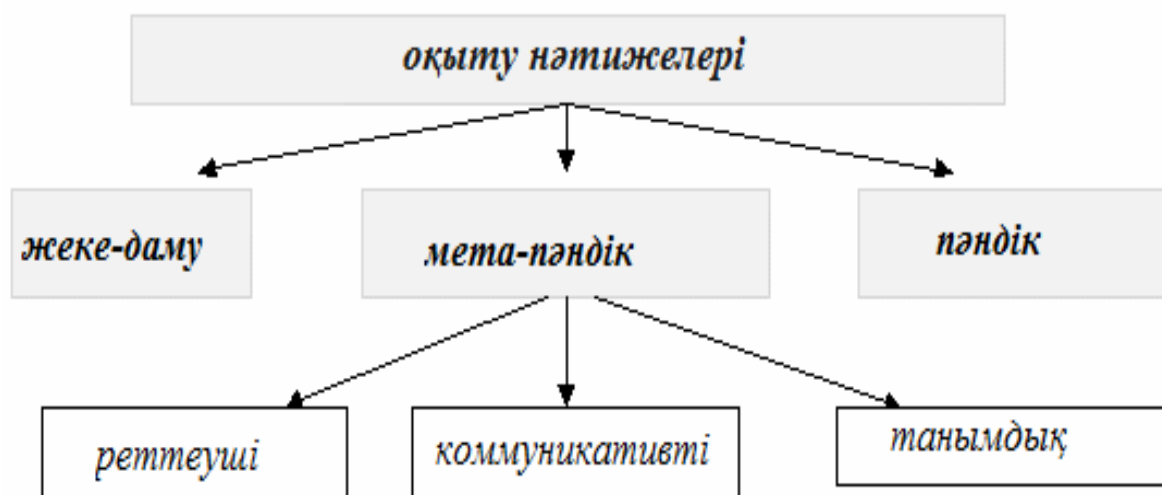 оқыту нәтижелері
жеке-даму
мета-пәндік
пәндік
реттеуші
коммуникативті
танымдық